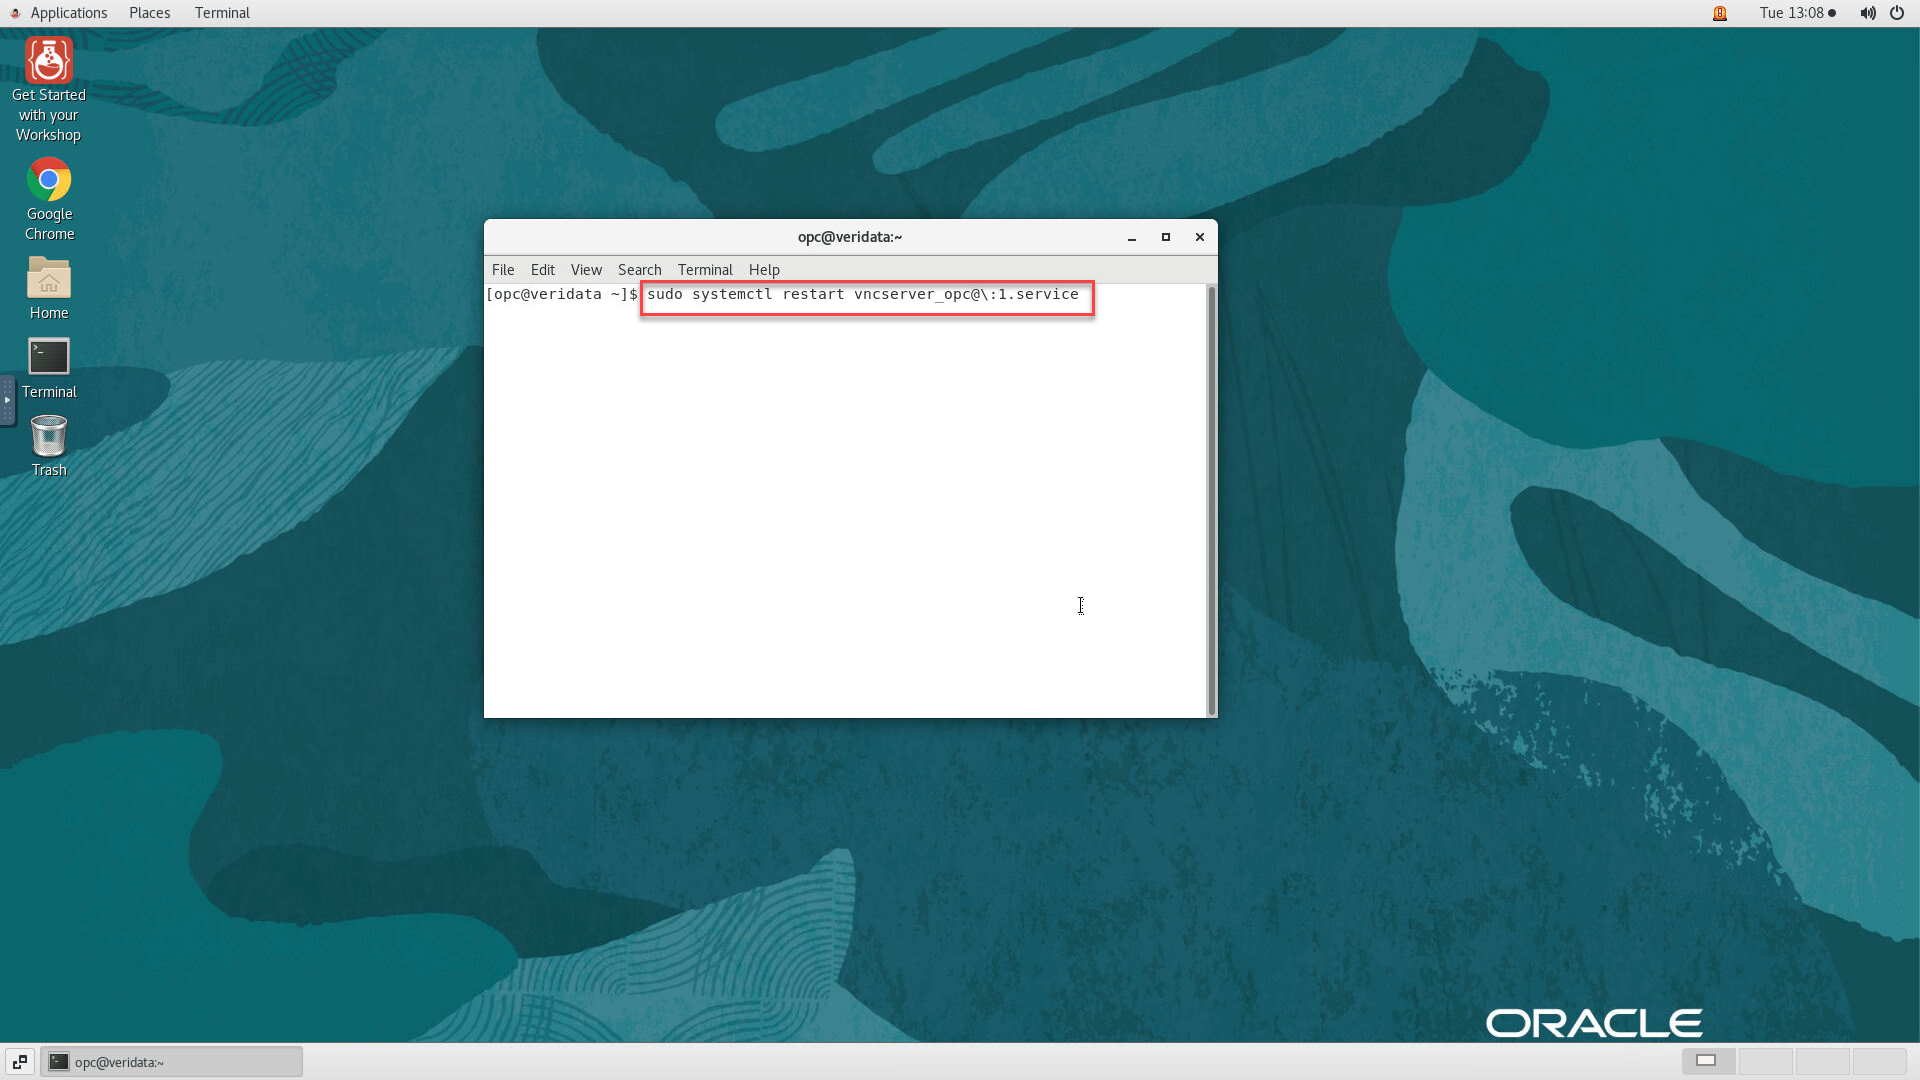 Applications Places Terminal
Tue 13:08
Get Started
with your
Workshop
Google
Chrome
Home
>_
Terminal
Trash
opc@veridata:~
File Edit View Search Terminal Help
[opc@veridata ~]$ sudo systemctl restart vncserver_opc@\:1.service
ORACLE
opc@veridata:~